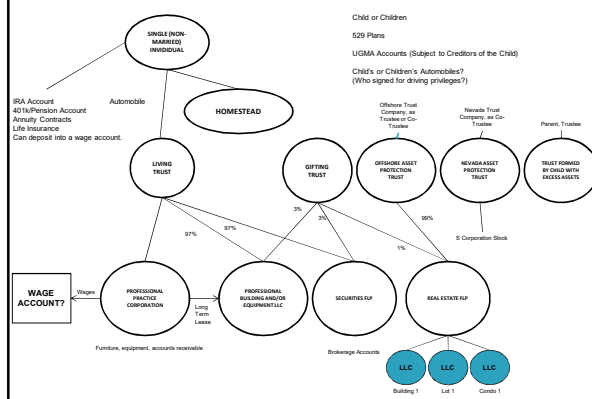 SINGLE (NON-
MARRIED)
INVIDIDUAL
Child or Children
529 Plans
UGMA Accounts (Subject to Creditors of the Child)
Child's or Children's Automobiles?
(Who signed for driving privileges?)
IRA Account
401k/Pension Account
Annuity Contracts
Life Insurance
Can deposit into a wage account.
Automobile
HOMESTEAD
Offshore Trust
Company, as
Trustee or Co-
Trustee
Nevada Trust
Company, as Co-
Trustee
Parent, Trustee
LIVING
TRUST
GIFTING
TRUST
OFFSHORE ASSET
PROTECTION
TRUST
NEVADA ASSET
PROTECTION
TRUST
TRUST FORMED
BY CHILD WITH
EXCESS ASSETS
3%
3%
99%
97%
97%
1%
S Corporation Stock
WAGE
ACCOUNT?
Wages
PROFESSIONAL
PRACTICE
CORPORATION
Long
Term
Lease
PROFESSIONAL
BUILDING AND/OR
EQUIPMENT LLC
SECURITIES FLP
REAL ESTATE FLP
Furniture, equipment, accounts receivable
Brokerage Accounts
LLC
LLC
LLC
Building 1
Lot 1
Condo 1